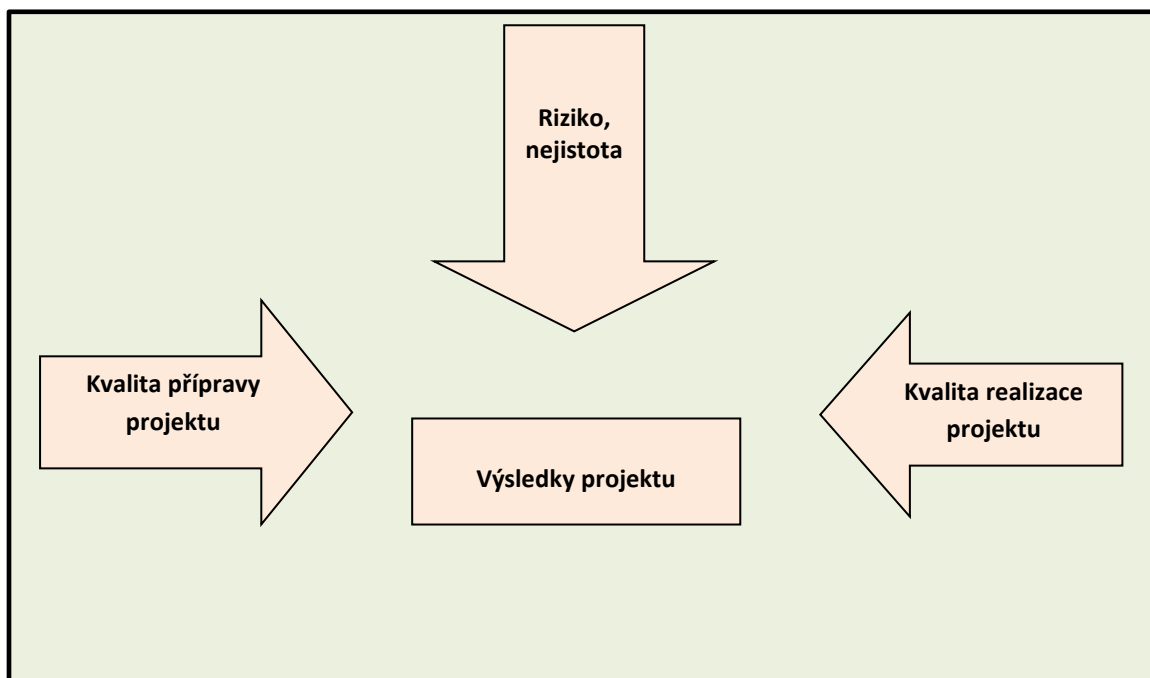 Riziko,
nejistota
Kvalita přípravy
projektu
Kvalita realizace
projektu
Výsledky projektu